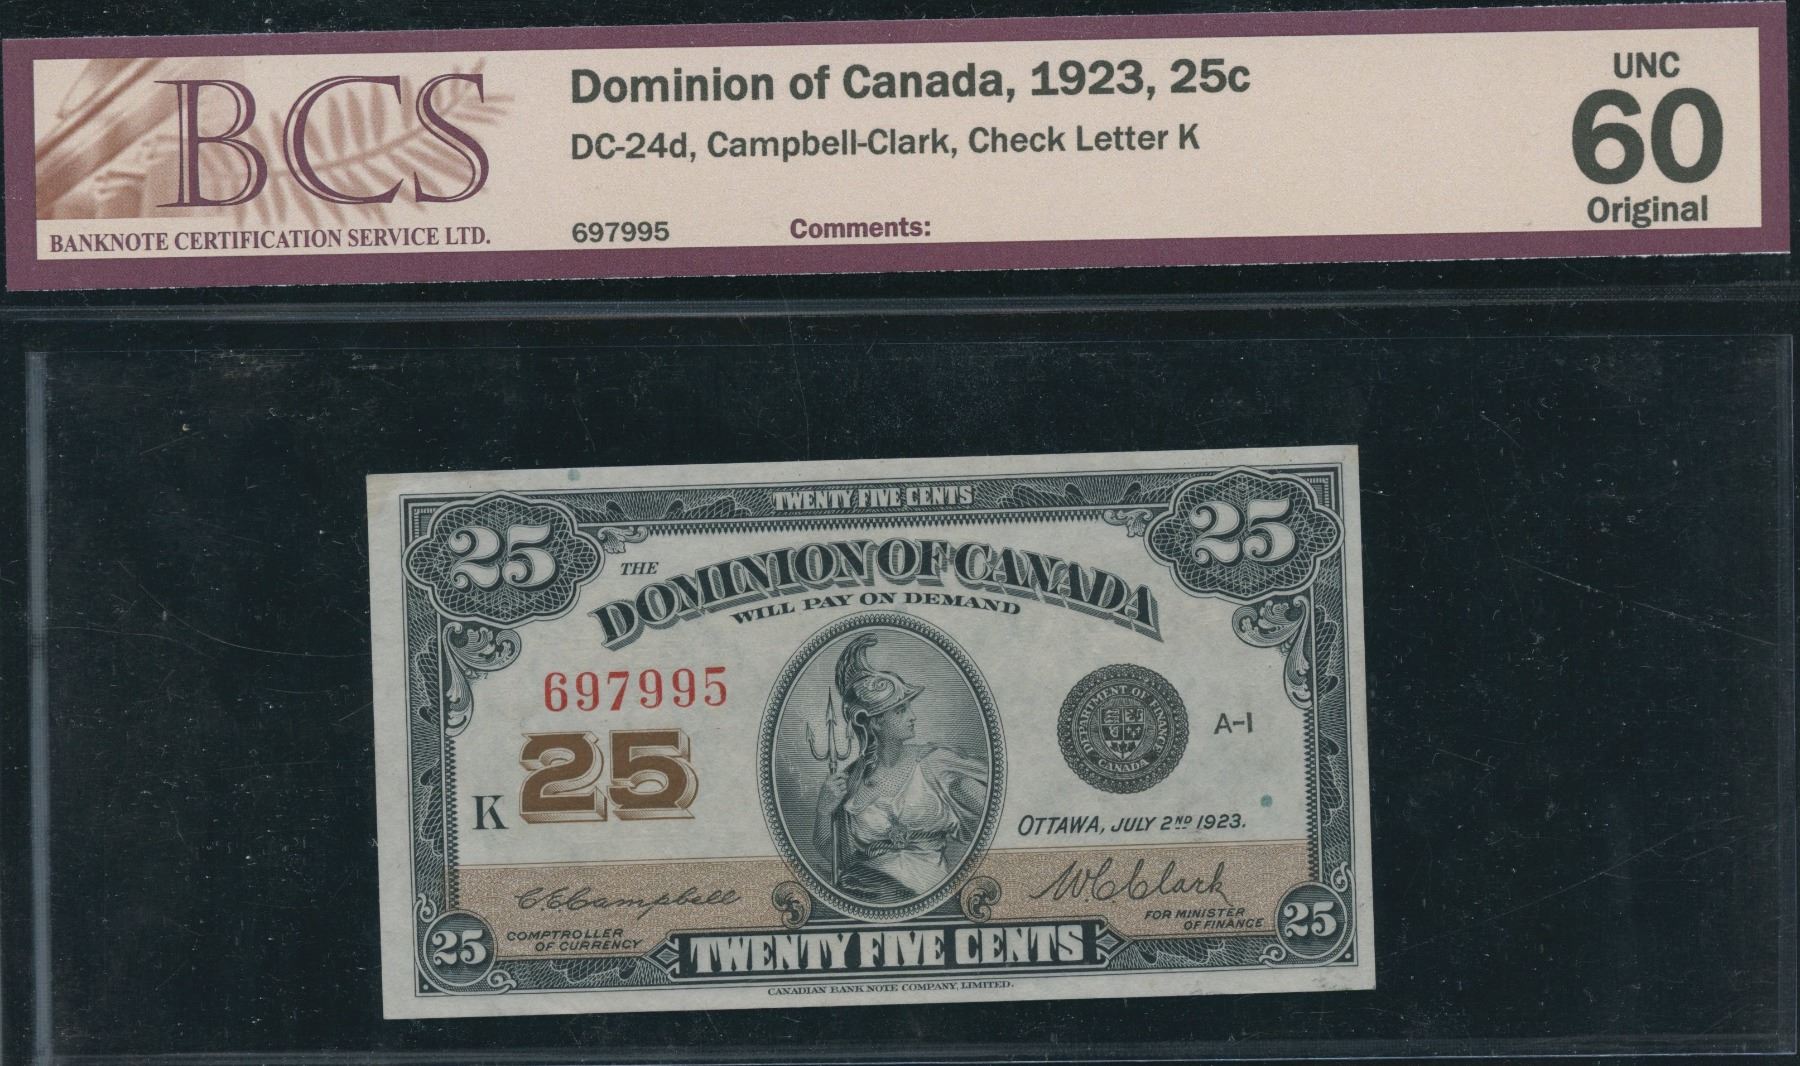 BCS
BANKNOTE CERTIFICATION SERVICE LTD.
Dominion of Canada, 1923, 25c
DC-24d, Campbell-Clark, Check Letter K
697995 Comments:
UNC
60
Original
TWENTY FIVE CENTS
25 25
THE DOMINION OF CANADA
WILL PAY ON DEMAND
697995
25
K
DEPARTMENT OF FINANCE
CANADA
A-1
OTTAWA, JULY 2ND 1923.
C.E. Campbell
W C Clark
COMPTROLLER
OF CURRENCY
FOR MINISTER
OF FINANCE
25 TWENTY FIVE CENTS 25
CANADIAN BANK NOTE COMPANY, LIMITED.